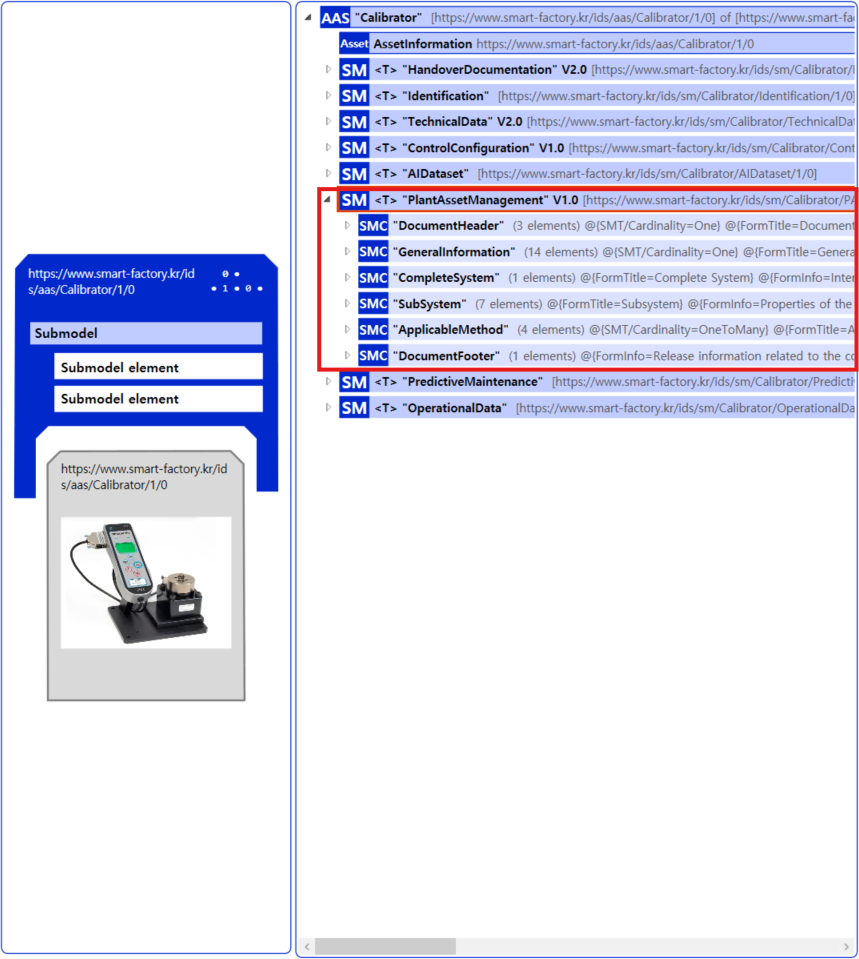 https://www.smart-factory.kr/id
s/aas/Calibrator/1/0
0
1 0
Submodel
Submodel element
Submodel element
https://www.smart-factory.kr/id
s/aas/Calibrator/1/0
AAS "Calibrator" [https://www.smart-factory.kr/ids/aas/Calibrator/1/0] of [https://www.smart-fac
Asset AssetInformation https://www.smart-factory.kr/ids/aas/Calibrator/1/0
SM <T> "HandoverDocumentation" V2.0 [https://www.smart-factory.kr/ids/sm/Calibrator/
SM <T> "Identification" [https://www.smart-factory.kr/ids/sm/Calibrator/Identification/1/0]
SM <T> "TechnicalData" V2.0 [https://www.smart-factory.kr/ids/sm/Calibrator/TechnicalDat
SM <T> "ControlConfiguration" V1.0 [https://www.smart-factory.kr/ids/sm/Calibrator/Cont
SM <T> "AIDataset" [https://www.smart-factory.kr/ids/sm/Calibrator/AIDataset/1/0]
SM <T> "PlantAssetManagement" V1.0 [https://www.smart-factory.kr/ids/sm/Calibrator/PA
SMC "DocumentHeader" (3 elements) @{SMT/Cardinality=One} @{FormTitle=Document
SMC "GeneralInformation" (14 elements) @{SMT/Cardinality=One} @{FormTitle=Genera
SMC "CompleteSystem" (1 elements) @{FormTitle=Complete System} @{FormInfo=Inter
SMC "SubSystem" (7 elements) @{FormTitle=Subsystem} @{FormInfo=Properties of the
SMC "ApplicableMethod" (4 elements) @{SMT/Cardinality=OneToMany} @{FormTitle=A
SMC "DocumentFooter" (1 elements) @{FormInfo=Release information related to the co
SM <T> "PredictiveMaintenance" [https://www.smart-factory.kr/ids/sm/Calibrator/Predictiv
SM <T> "OperationalData" [https://www.smart-factory.kr/ids/sm/Calibrator/OperationalDa